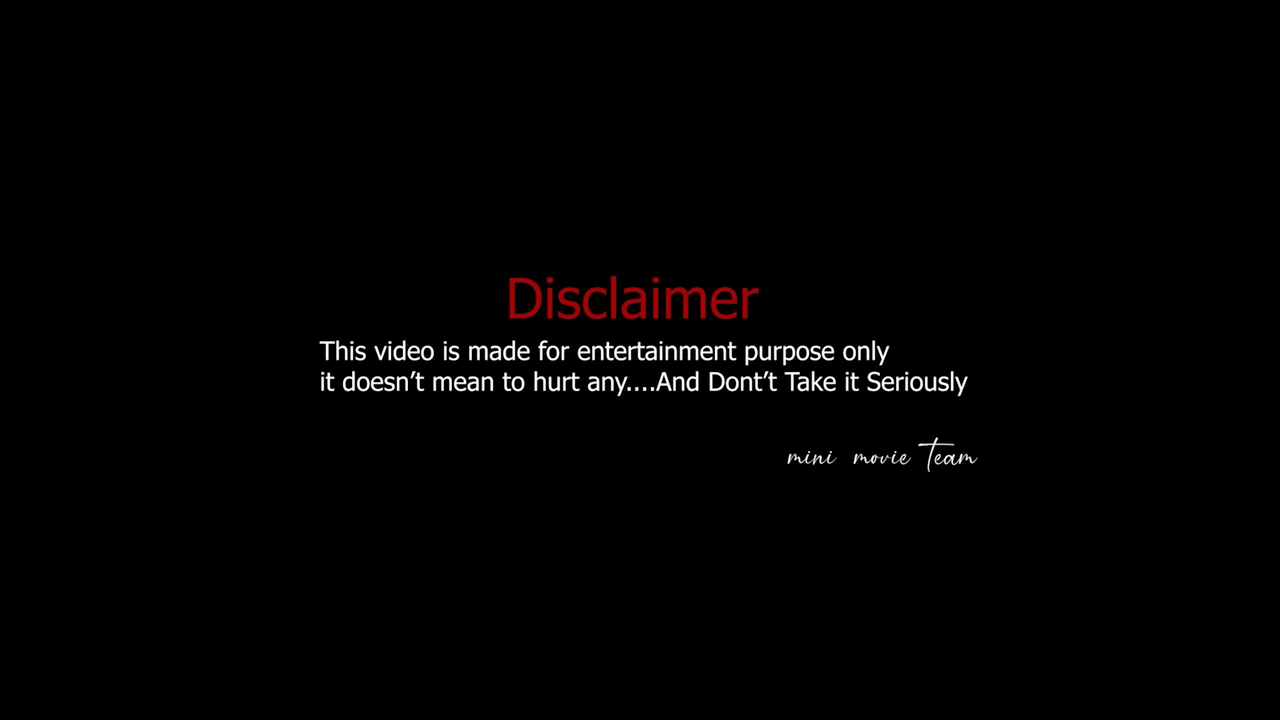 Disclaimer
This video is made for entertainment purpose only
it doesn't mean to hurt any....And Dont't Take it Seriously
mini movie Team